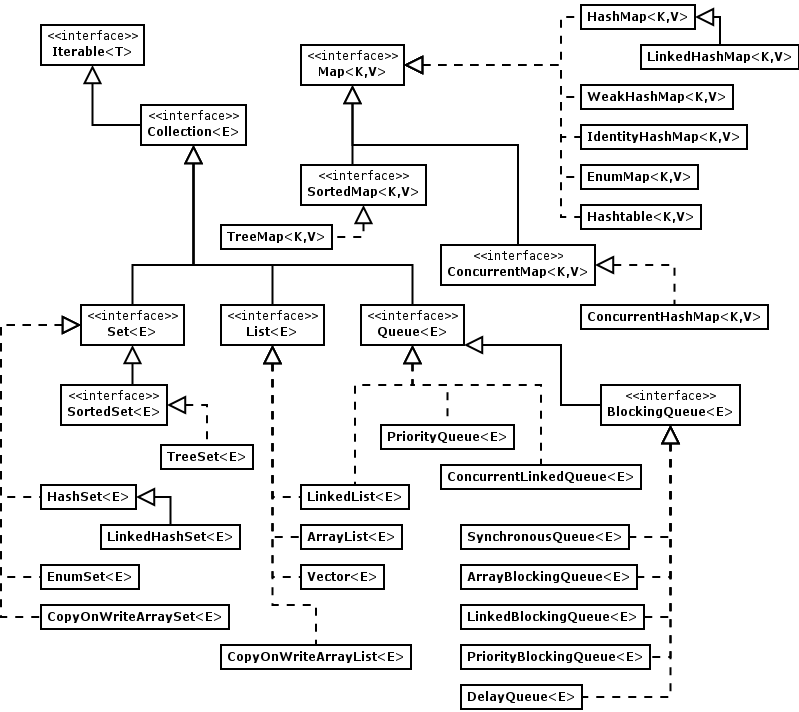 <<interface>>
Iterable<T>
<<interface>>
Collection<E>
<<interface>>
Map<K,V>
HashMap<K,V>
LinkedHashMap<K,V>
WeakHashMap<K,V>
IdentityHashMap<K,V>
EnumMap<K,V>
Hashtable<K,V>
<<interface>>
SortedMap<K,V>
TreeMap<K,V>
<<interface>>
ConcurrentMap<K,V>
ConcurrentHashMap<K,V>
<<interface>>
Set<E>
<<interface>>
List<E>
<<interface>>
Queue<E>
<<interface>>
SortedSet<E>
TreeSet<E>
<<interface>>
BlockingQueue<E>
PriorityQueue<E>
ConcurrentLinkedQueue<E>
HashSet<E>
LinkedHashSet<E>
EnumSet<E>
CopyOnWriteArraySet<E>
LinkedList<E>
ArrayList<E>
Vector<E>
CopyOnWriteArrayList<E>
SynchronousQueue<E>
ArrayBlockingQueue<E>
LinkedBlockingQueue<E>
PriorityBlockingQueue<E>
DelayQueue<E>